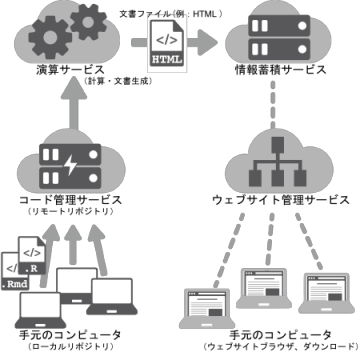 文書ファイル(例：HTML)
</>
HTML
演算サービス
(計算・文書生成)
情報蓄積サービス
コード管理サービス
(リモートリポジトリ)
ウェブサイト管理サービス
</>
.R
</
.Rmd
手元のコンピュータ
(ローカルリポジトリ)
手元のコンピュータ
(ウェブサイトブラウザ、ダウンロード)